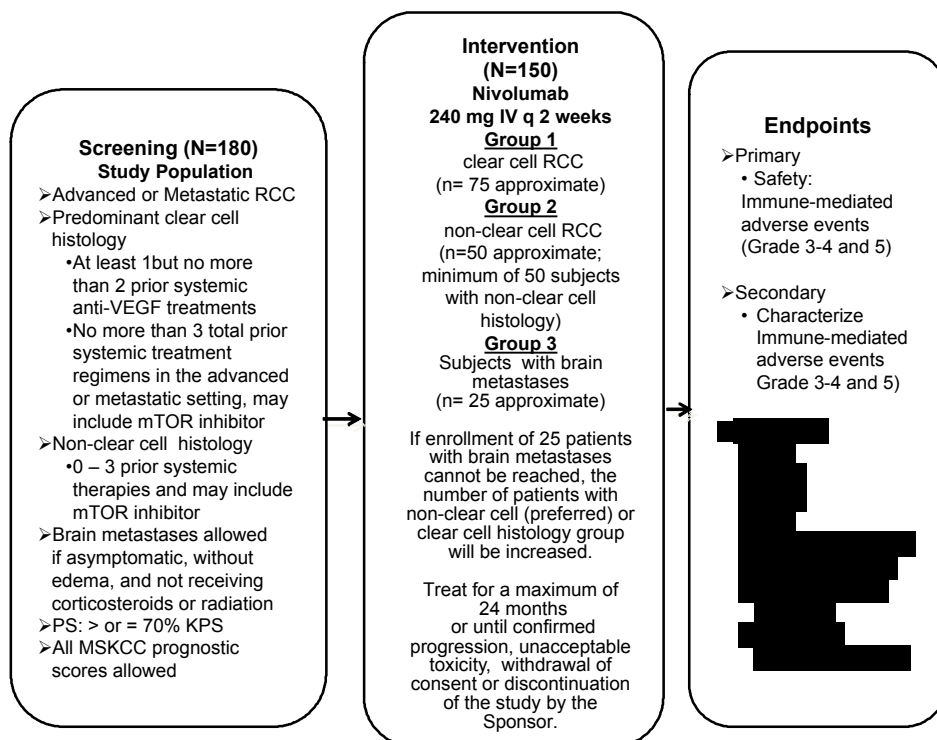 Screening (N=180)
Study Population
➢Advanced or Metastatic RCC
➢Predominant clear cell
histology
•At least 1but no more
than 2 prior systemic
anti-VEGF treatments
•No more than 3 total prior
systemic treatment
regimens in the advanced
or metastatic setting, may
include mTOR inhibitor
➢Non-clear cell histology
•0 – 3 prior systemic
therapies and may include
mTOR inhibitor
➢Brain metastases allowed
if asymptomatic, without
edema, and not receiving
corticosteroids or radiation
➢PS: > or = 70% KPS
➢All MSKCC prognostic
scores allowed
Intervention
(N=150)
Nivolumab
240 mg IV q 2 weeks
Group 1
clear cell RCC
(n= 75 approximate)
Group 2
non-clear cell RCC
(n=50 approximate;
minimum of 50 subjects
with non-clear cell
histology)
Group 3
Subjects with brain
metastases
(n= 25 approximate)
If enrollment of 25 patients
with brain metastases
cannot be reached, the
number of patients with
non-clear cell (preferred) or
clear cell histology group
will be increased.
Treat for a maximum of
24 months
or until confirmed
progression, unacceptable
toxicity, withdrawal of
consent or discontinuation
of the study by the
Sponsor.
Endpoints
➢Primary
• Safety:
Immune-mediated
adverse events
(Grade 3-4 and 5)
➢Secondary
• Characterize
Immune-mediated
adverse events
Grade 3-4 and 5)